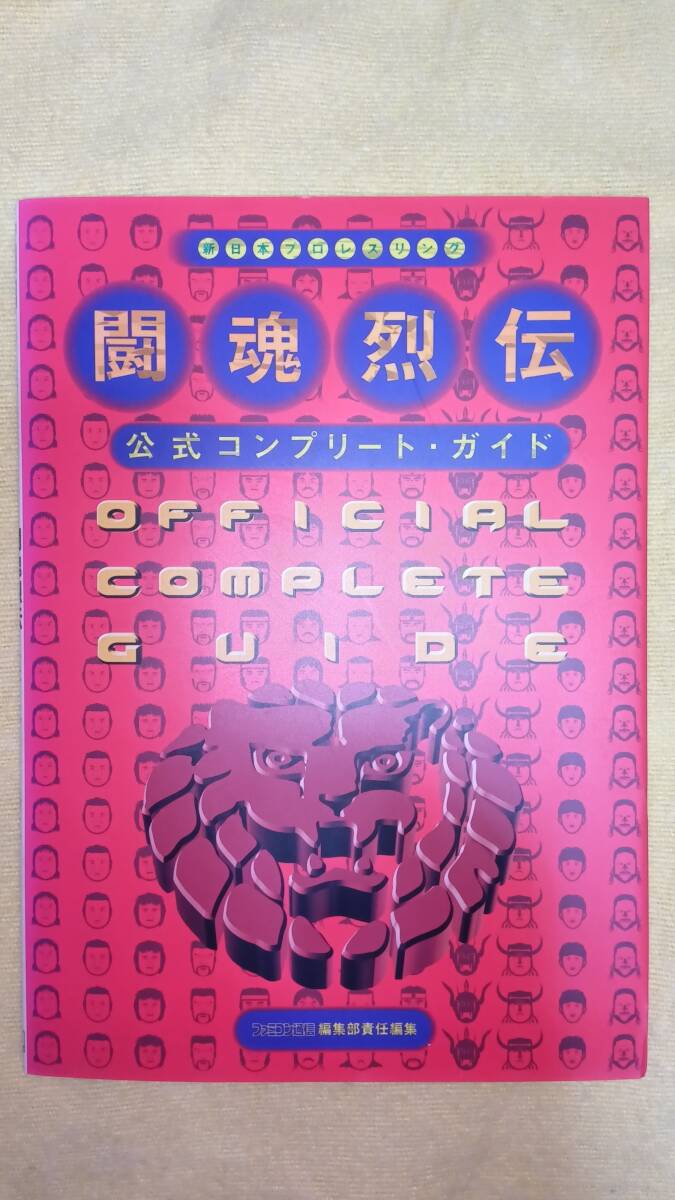 新日本プロレスリング
闘魂烈伝
公式コンプリート・ガイド
OFFICIAL
COMPLETE
GUIDE
ファミコン通信 編集部責任編集